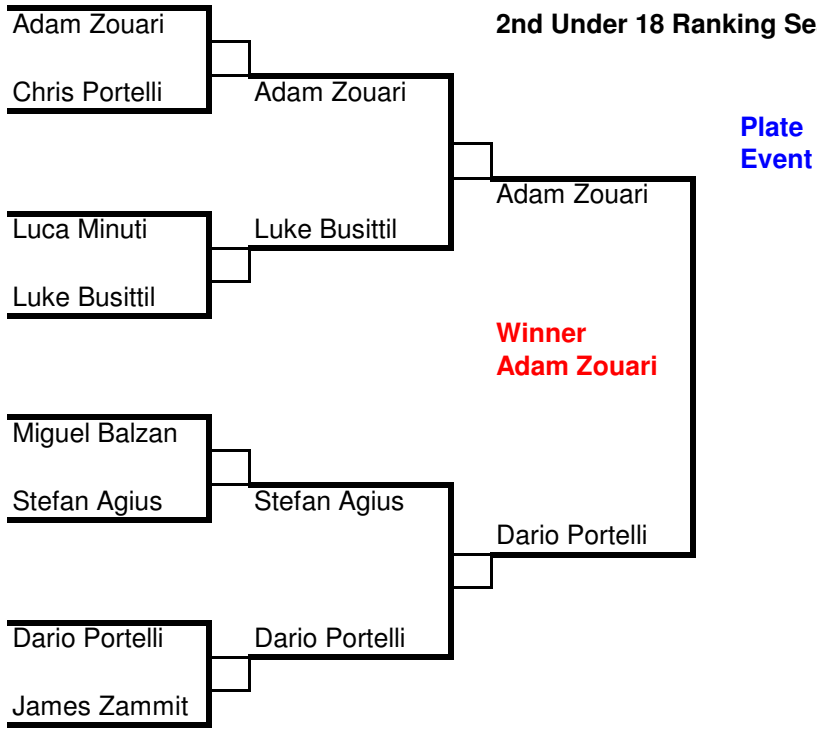 Adam Zouari
2nd Under 18 Ranking Se
Chris Portelli
Adam Zouari
Plate
Event
Adam Zouari
Luca Minuti
Luke Busittil
Luke Busittil
Winner
Adam Zouari
Miguel Balzan
Stefan Agius
Stefan Agius
Dario Portelli
Dario Portelli
Dario Portelli
James Zammit